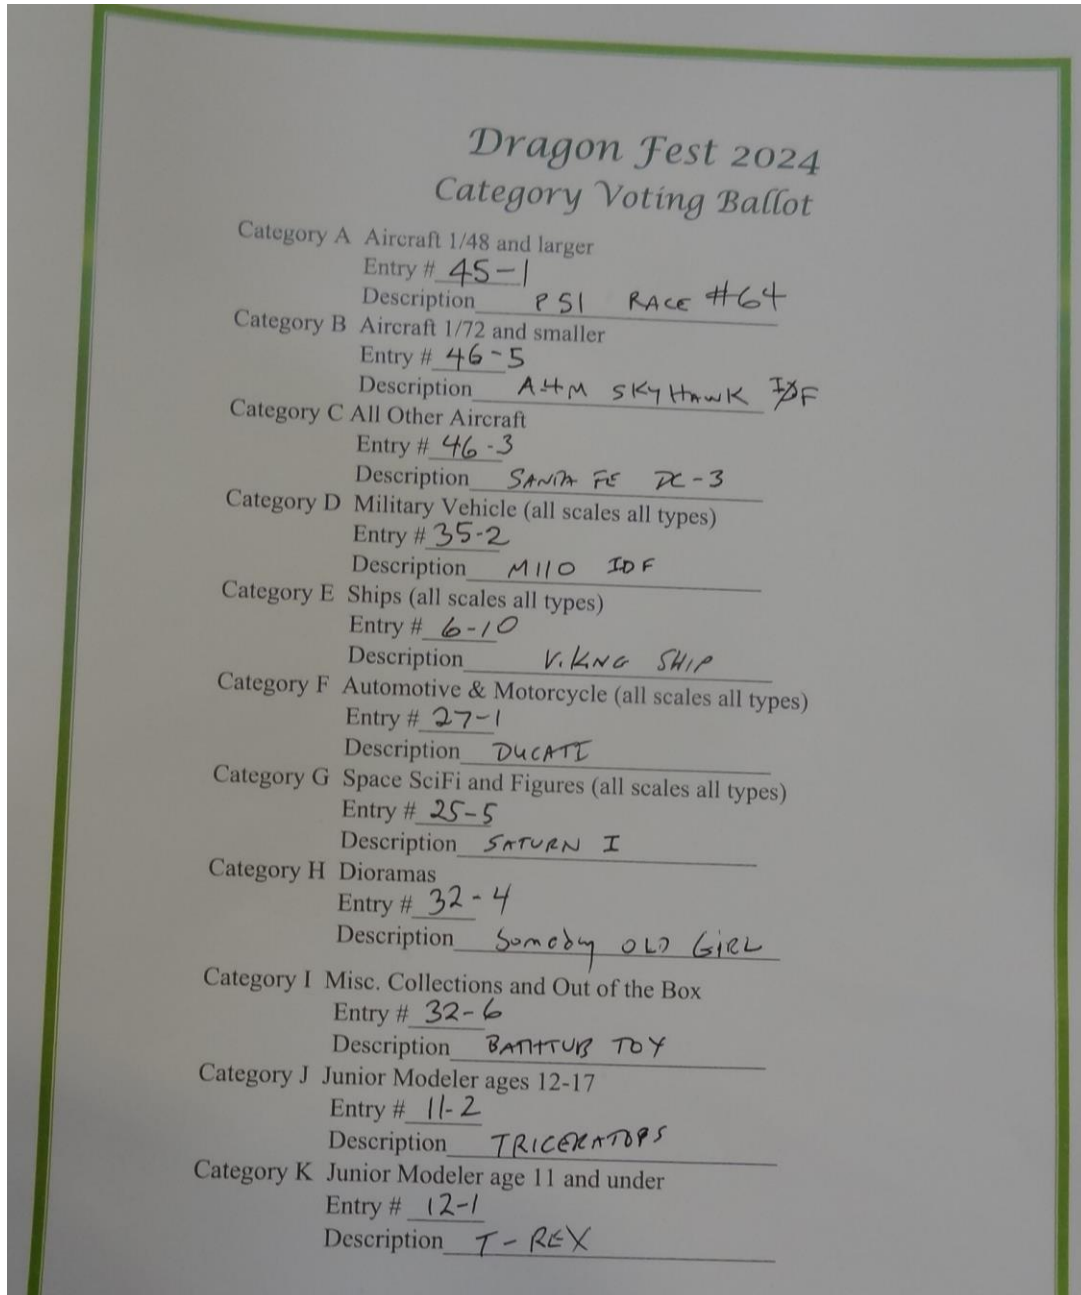 Dragon Fest 2024
Category Voting Ballot
Category A Aircraft 1/48 and larger
Entry # 45-1
Description P51 RACE #64
Category B Aircraft 1/72 and smaller
Entry # 46-5
Description A4M SKYHAWK IDF
Category C All Other Aircraft
Entry # 46-3
Description SANTA FE DC-3
Category D Military Vehicle (all scales all types)
Entry # 35-2
Description M110 IDF
Category E Ships (all scales all types)
Entry # 6-10
Description VIKNG SHIP
Category F Automotive & Motorcycle (all scales all types)
Entry # 27-1
Description DUCATI
Category G Space SciFi and Figures (all scales all types)
Entry # 25-5
Description SATURN I
Category H Dioramas
Entry # 32-4
Description Someday OLD GIRL
Category I Misc. Collections and Out of the Box
Entry # 32-6
Description BATHTUB TOY
Category J Junior Modeler ages 12-17
Entry # 11-2
Description TRICERATOPS
Category K Junior Modeler age 11 and under
Entry # 12-1
Description T-REX